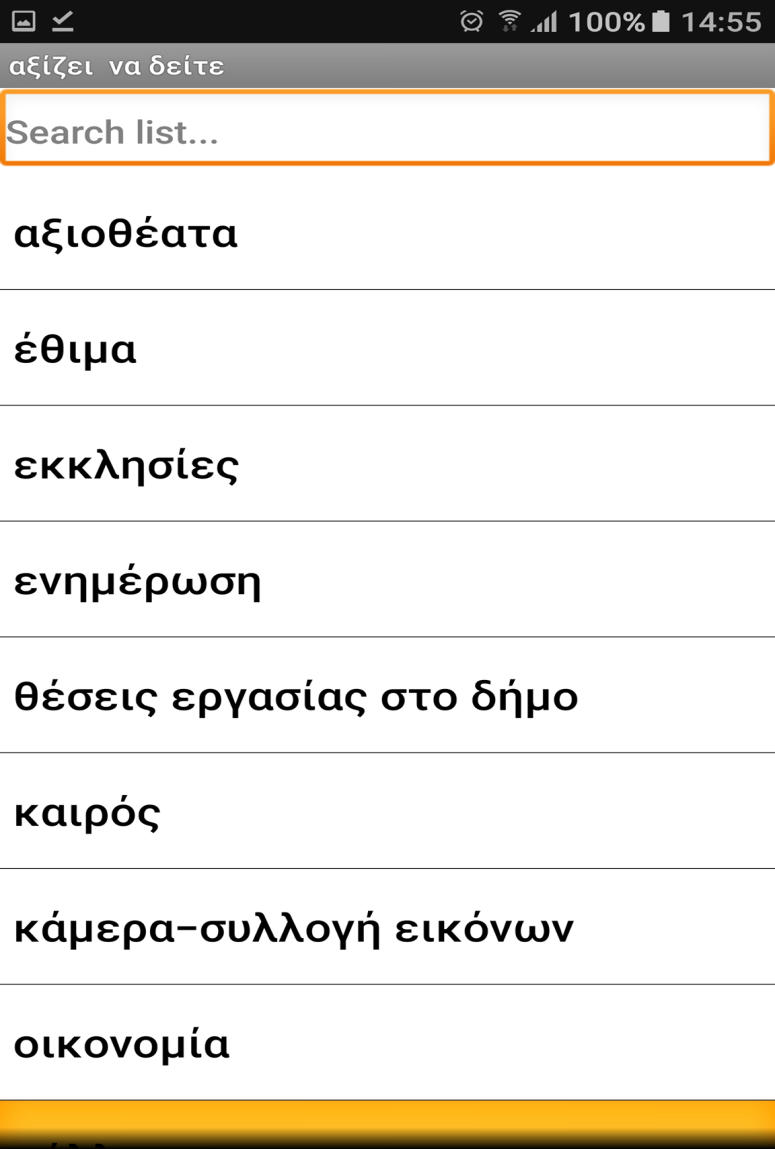 100% 14:55
αξίζει να δείτε
Search list...
αξιοθέατα
έθιμα
εκκλησίες
ενημέρωση
θέσεις εργασίας στο δήμο
καιρός
κάμερα-συλλογή εικόνων
οικονομία